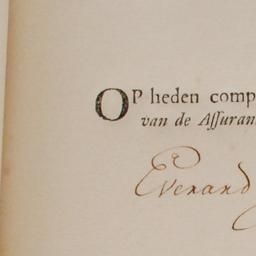 OP heden comp
van de Aſſuran
Everard